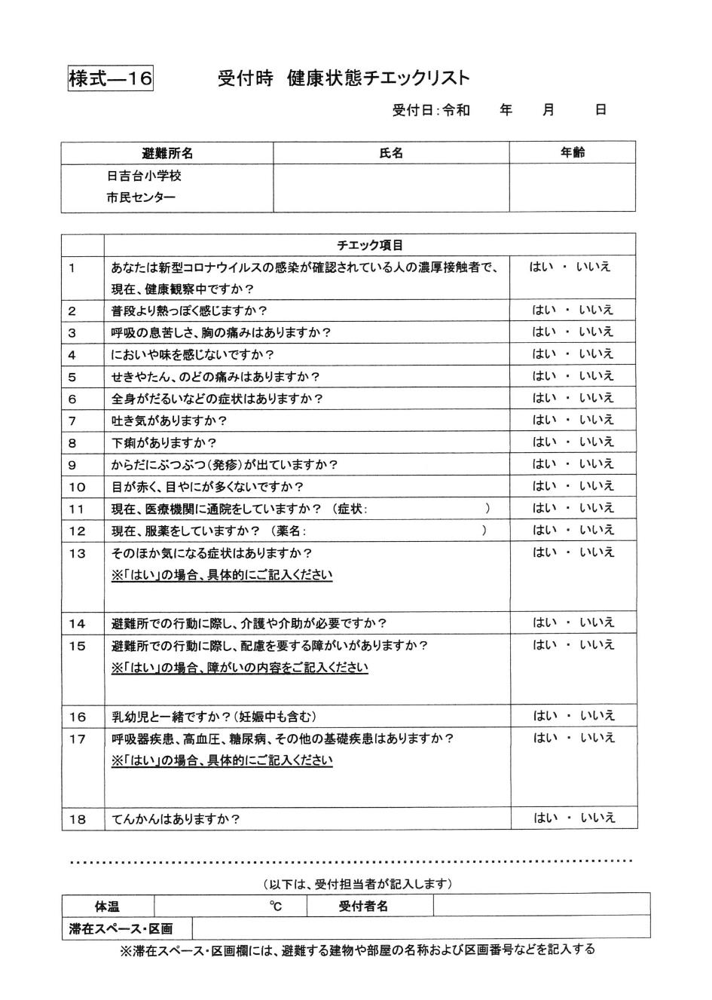 様式―16
受付時 健康状態チエックリスト
受付日:令和 年 月 日
避難所名 氏名 年齢
日吉台小学校
市民センター
チエック項目
1 あなたは新型コロナウイルスの感染が確認されている人の濃厚接触者で、 はい ・ いいえ
現在、健康観察中ですか？
2 普段より熱っぽく感じますか？ はい ・ いいえ
3 呼吸の息苦しさ、胸の痛みはありますか？ はい ・ いいえ
4 においや味を感じないですか？ はい ・ いいえ
5 せきやたん、のどの痛みはありますか？ はい ・ いいえ
6 全身がだるいなどの症状はありますか？ はい ・ いいえ
7 吐き気がありますか？ はい ・ いいえ
8 下痢がありますか？ はい ・ いいえ
9 からだにぶつぶつ（発疹）が出ていますか？ はい ・ いいえ
10 目が赤く、目やにが多くないですか？ はい ・ いいえ
11 現在、医療機関に通院をしていますか？（症状: ） はい ・ いいえ
12 現在、服薬をしていますか？（薬名: ） はい ・ いいえ
13 そのほか気になる症状はありますか？ はい ・ いいえ
※「はい」の場合、具体的にご記入ください
14 避難所での行動に際し、介護や介助が必要ですか？ はい ・ いいえ
15 避難所での行動に際し、配慮を要する障がいがありますか？ はい ・ いいえ
※「はい」の場合、障がいの内容をご記入ください
16 乳幼児と一緒ですか？（妊娠中も含む） はい ・ いいえ
17 呼吸器疾患、高血圧、糖尿病、その他の基礎疾患はありますか？ はい ・ いいえ
※「はい」の場合、具体的にご記入ください
18 てんかんはありますか？ はい ・ いいえ
（以下は、受付担当者が記入します）
体温 ℃ 受付者名
滞在スペース・区画
※滞在スペース・区画欄には、避難する建物や部屋の名称および区画番号などを記入する